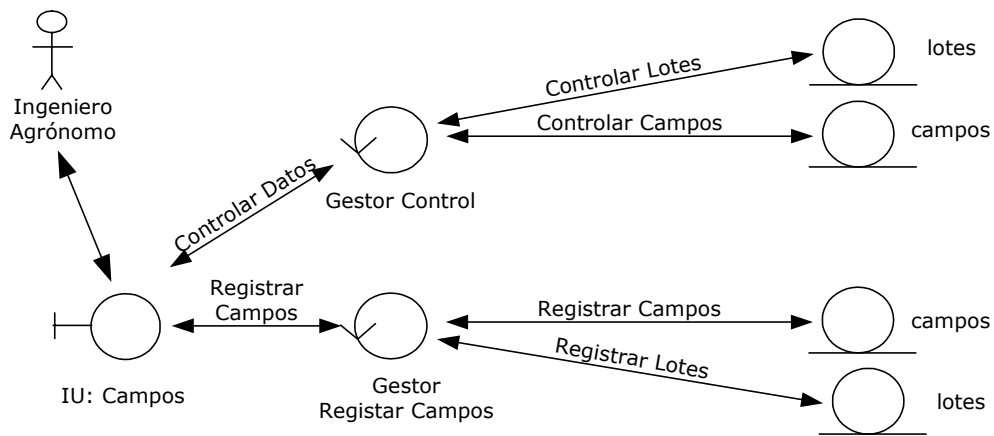 Ingeniero
Agrónomo
Controlar Lotes
lotes
Controlar Campos
campos
Controlar Datos
Gestor Control
Registrar
Campos
Registrar Campos
campos
Registrar Lotes
lotes
IU: Campos
Gestor
Registar Campos